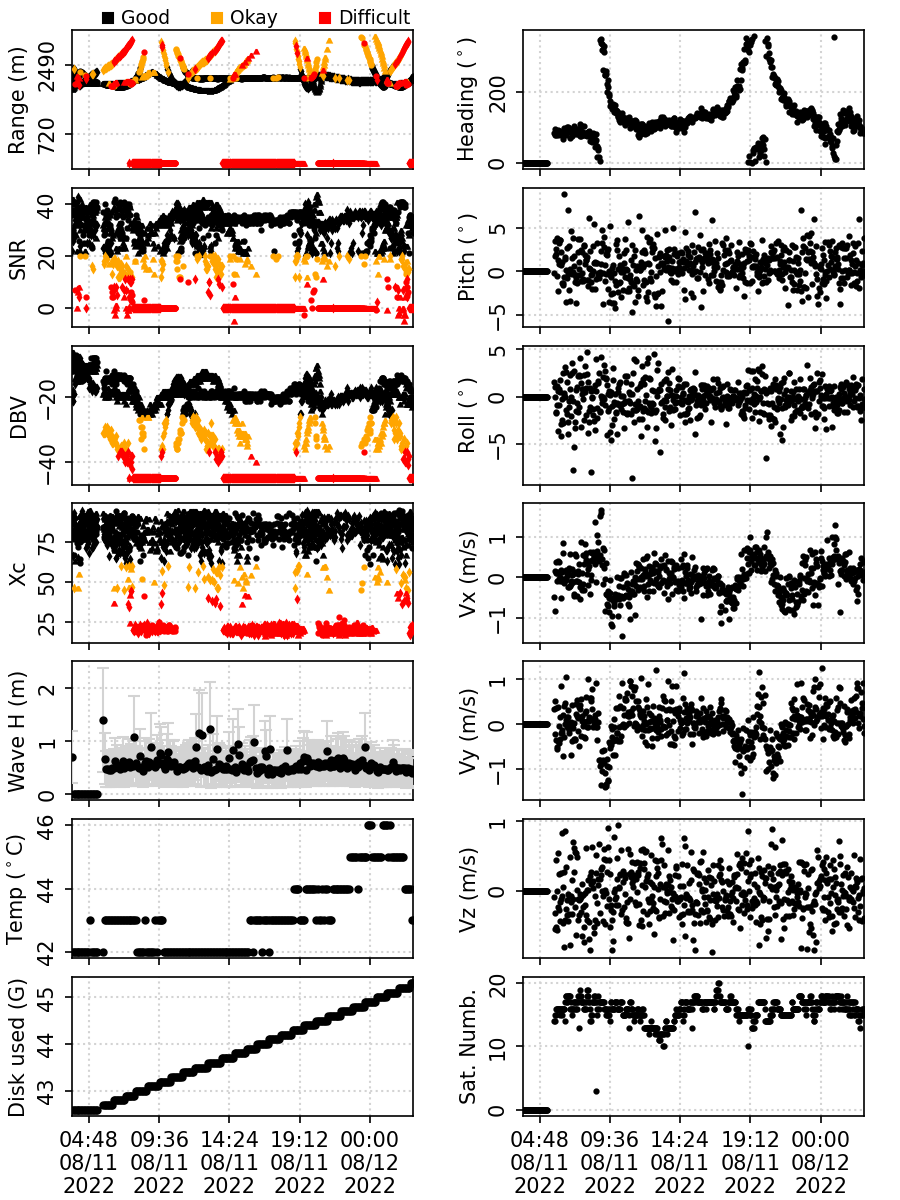 Good Okay Difficult
Range (m)
2490
720
Heading (°)
200
0
SNR
40
20
0
Pitch (°)
5
0
−5
DBV
−20
−40
Roll (°)
5
0
−5
Xc
75
50
25
Vx (m/s)
1
0
−1
Wave H (m)
2
1
0
Vy (m/s)
1
0
−1
Temp (°C)
46
44
42
Vz (m/s)
1
0
Disk used (G)
45
44
43
Sat. Numb.
20
10
0
04:48 09:36 14:24 19:12 00:00
08/11 08/11 08/11 08/11 08/12
2022 2022 2022 2022 2022
04:48 09:36 14:24 19:12 00:00
08/11 08/11 08/11 08/11 08/12
2022 2022 2022 2022 2022